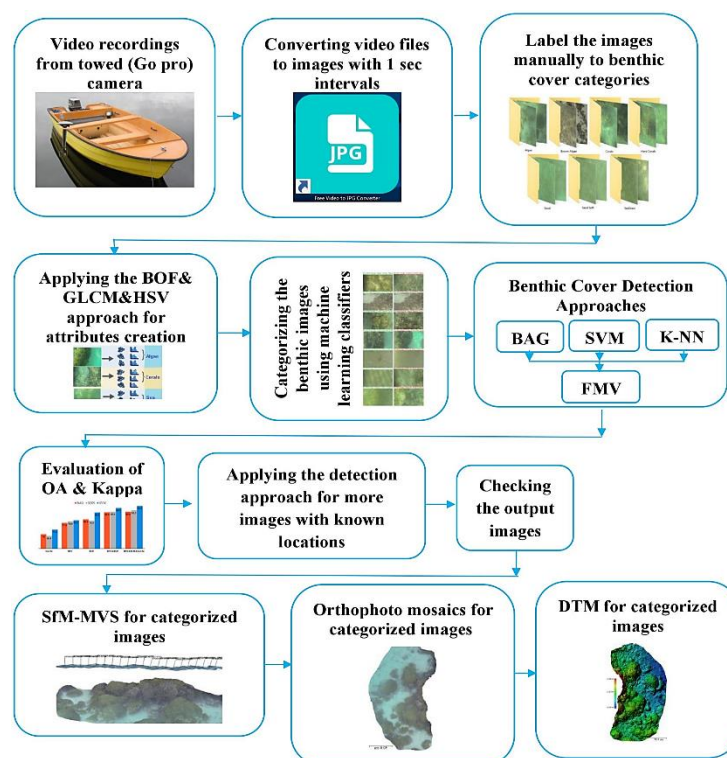 Video recordings
from towed (Go pro)
camera
Converting video files
to images with 1 sec
intervals
JPG
Free Video to JPG Converter
Label the images
manually to benthic
cover categories
Applying the BOF&
GLCM&HSV
approach for
attributes creation
Algae
Corals
Categorizing the
benthic images
using machine
learning classifiers
Benthic Cover Detection
Approaches
BAG
SVM
K-NN
FMV
Evaluation of
OA & Kappa
Applying the detection
approach for more
images with known
locations
Checking
the output
images
SfM-MVS for categorized
images
Orthophoto mosaics for
categorized images
DTM for categorized
images